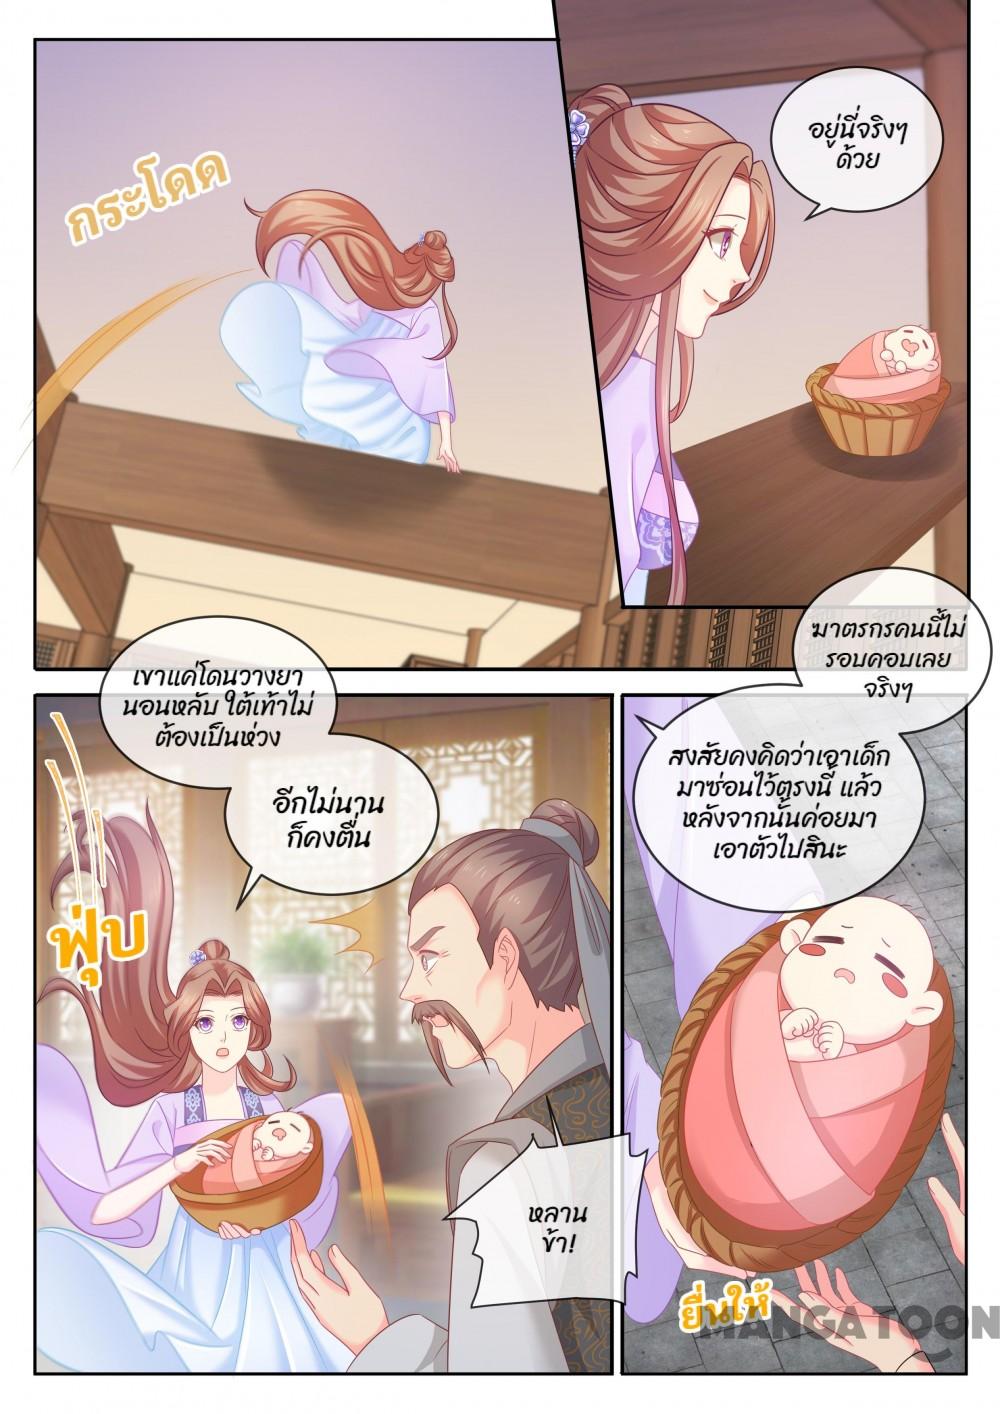 กระโดด
อยู่นี่จริงๆ
ด้วย
เขาแค่โดนวางยา
นอนหลับ ใต้เท้าไม่
ต้องเป็นห่วง
อีกไม่นาน
ก็คงตื่น
ฟุ่บ
หลาน
ข้า!
ฆาตรกรคนนี้ไม่
รอบคอบเลย
จริงๆ
สงสัยคงคิดว่าเอาเด็ก
มาซ่อนไว้ตรงนี้ แล้ว
หลังจากนั้นค่อยมา
เอาตัวไปสินะ
ยื่นให้
MANGATOON